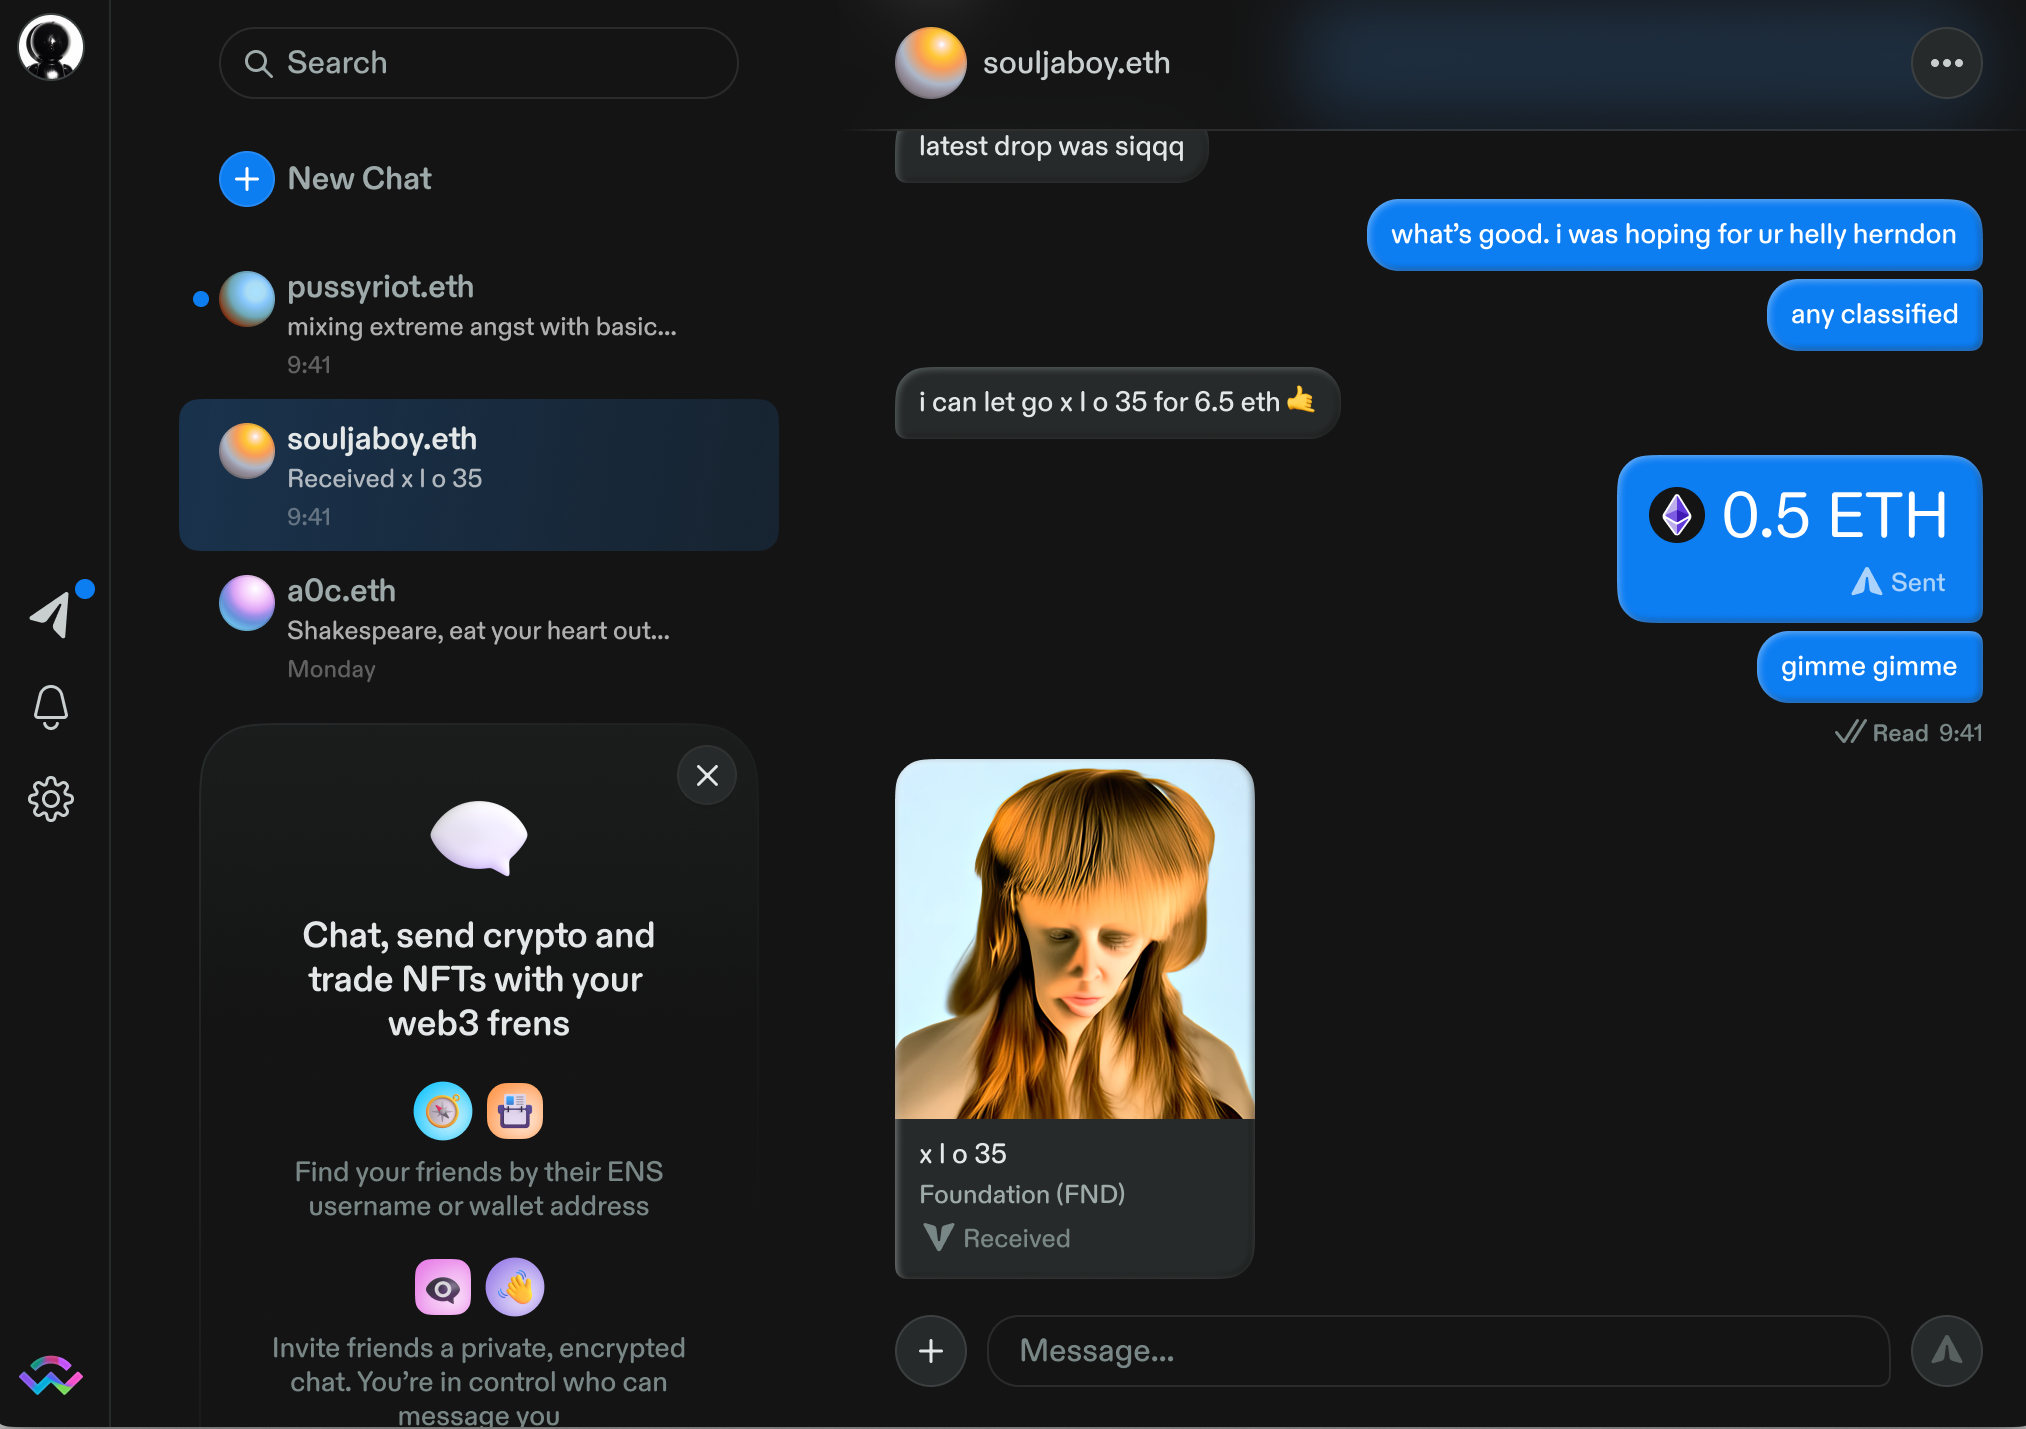 Search
New Chat
pussyriot.eth
mixing extreme angst with basic...
9:41
souljaboy.eth
Received x l o 35
9:41
a0c.eth
Shakespeare, eat your heart out...
Monday
Chat, send crypto and
trade NFTs with your
web3 frens
Find your friends by their ENS
username or wallet address
Invite friends a private, encrypted
chat. You’re in control who can
message you
souljaboy.eth
latest drop was siqqq
what’s good. i was hoping for ur helly herndon
any classified
i can let go x l o 35 for 6.5 eth 🤙
0.5 ETH
Sent
gimme gimme
Read 9:41
x l o 35
Foundation (FND)
Received
Message...